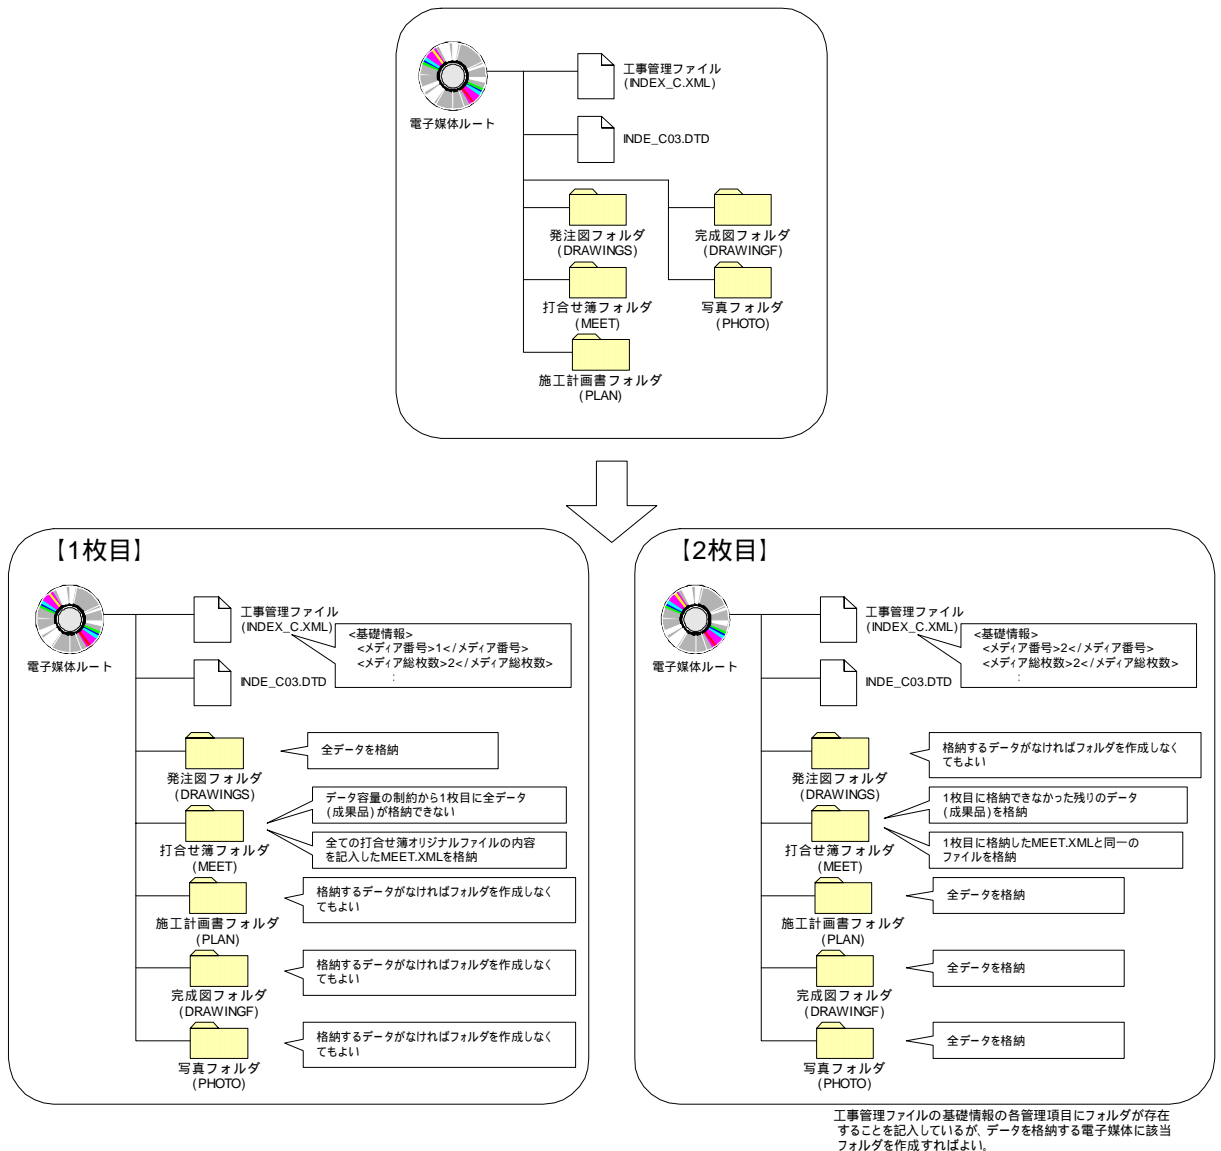 工事管理ファイル
(INDEX_C.XML)
電子媒体ルート
INDE_C03.DTD
発注図フォルダ
(DRAWINGS)
完成図フォルダ
(DRAWINGF)
打合せ簿フォルダ
(MEET)
写真フォルダ
(PHOTO)
施工計画書フォルダ
(PLAN)
【1枚目】
工事管理ファイル
(INDEX_C.XML)
<基礎情報>
<メディア番号>1</メディア番号>
<メディア総枚数>2</メディア総枚数>
:
電子媒体ルート
INDE_C03.DTD
全データを格納
発注図フォルダ
(DRAWINGS)
データ容量の制約から1枚目に全データ
(成果品)が格納できない
全ての打合せ簿オリジナルファイルの内容
を記入したMEET.XMLを格納
打合せ簿フォルダ
(MEET)
格納するデータがなければフォルダを作成しなく
てもよい
施工計画書フォルダ
(PLAN)
格納するデータがなければフォルダを作成しなく
てもよい
完成図フォルダ
(DRAWINGF)
格納するデータがなければフォルダを作成しなく
てもよい
写真フォルダ
(PHOTO)
【2枚目】
工事管理ファイル
(INDEX_C.XML)
<基礎情報>
<メディア番号>2</メディア番号>
<メディア総枚数>2</メディア総枚数>
:
電子媒体ルート
INDE_C03.DTD
格納するデータがなければフォルダを作成しなく
てもよい
発注図フォルダ
(DRAWINGS)
1枚目に格納できなかった残りのデータ
(成果品)を格納
1枚目に格納したMEET.XMLと同一の
ファイルを格納
打合せ簿フォルダ
(MEET)
全データを格納
施工計画書フォルダ
(PLAN)
全データを格納
完成図フォルダ
(DRAWINGF)
全データを格納
写真フォルダ
(PHOTO)
工事管理ファイルの基礎情報の各管理項目にフォルダが存在
することを記入しているが、データを格納する電子媒体に該当
フォルダを作成すればよい。